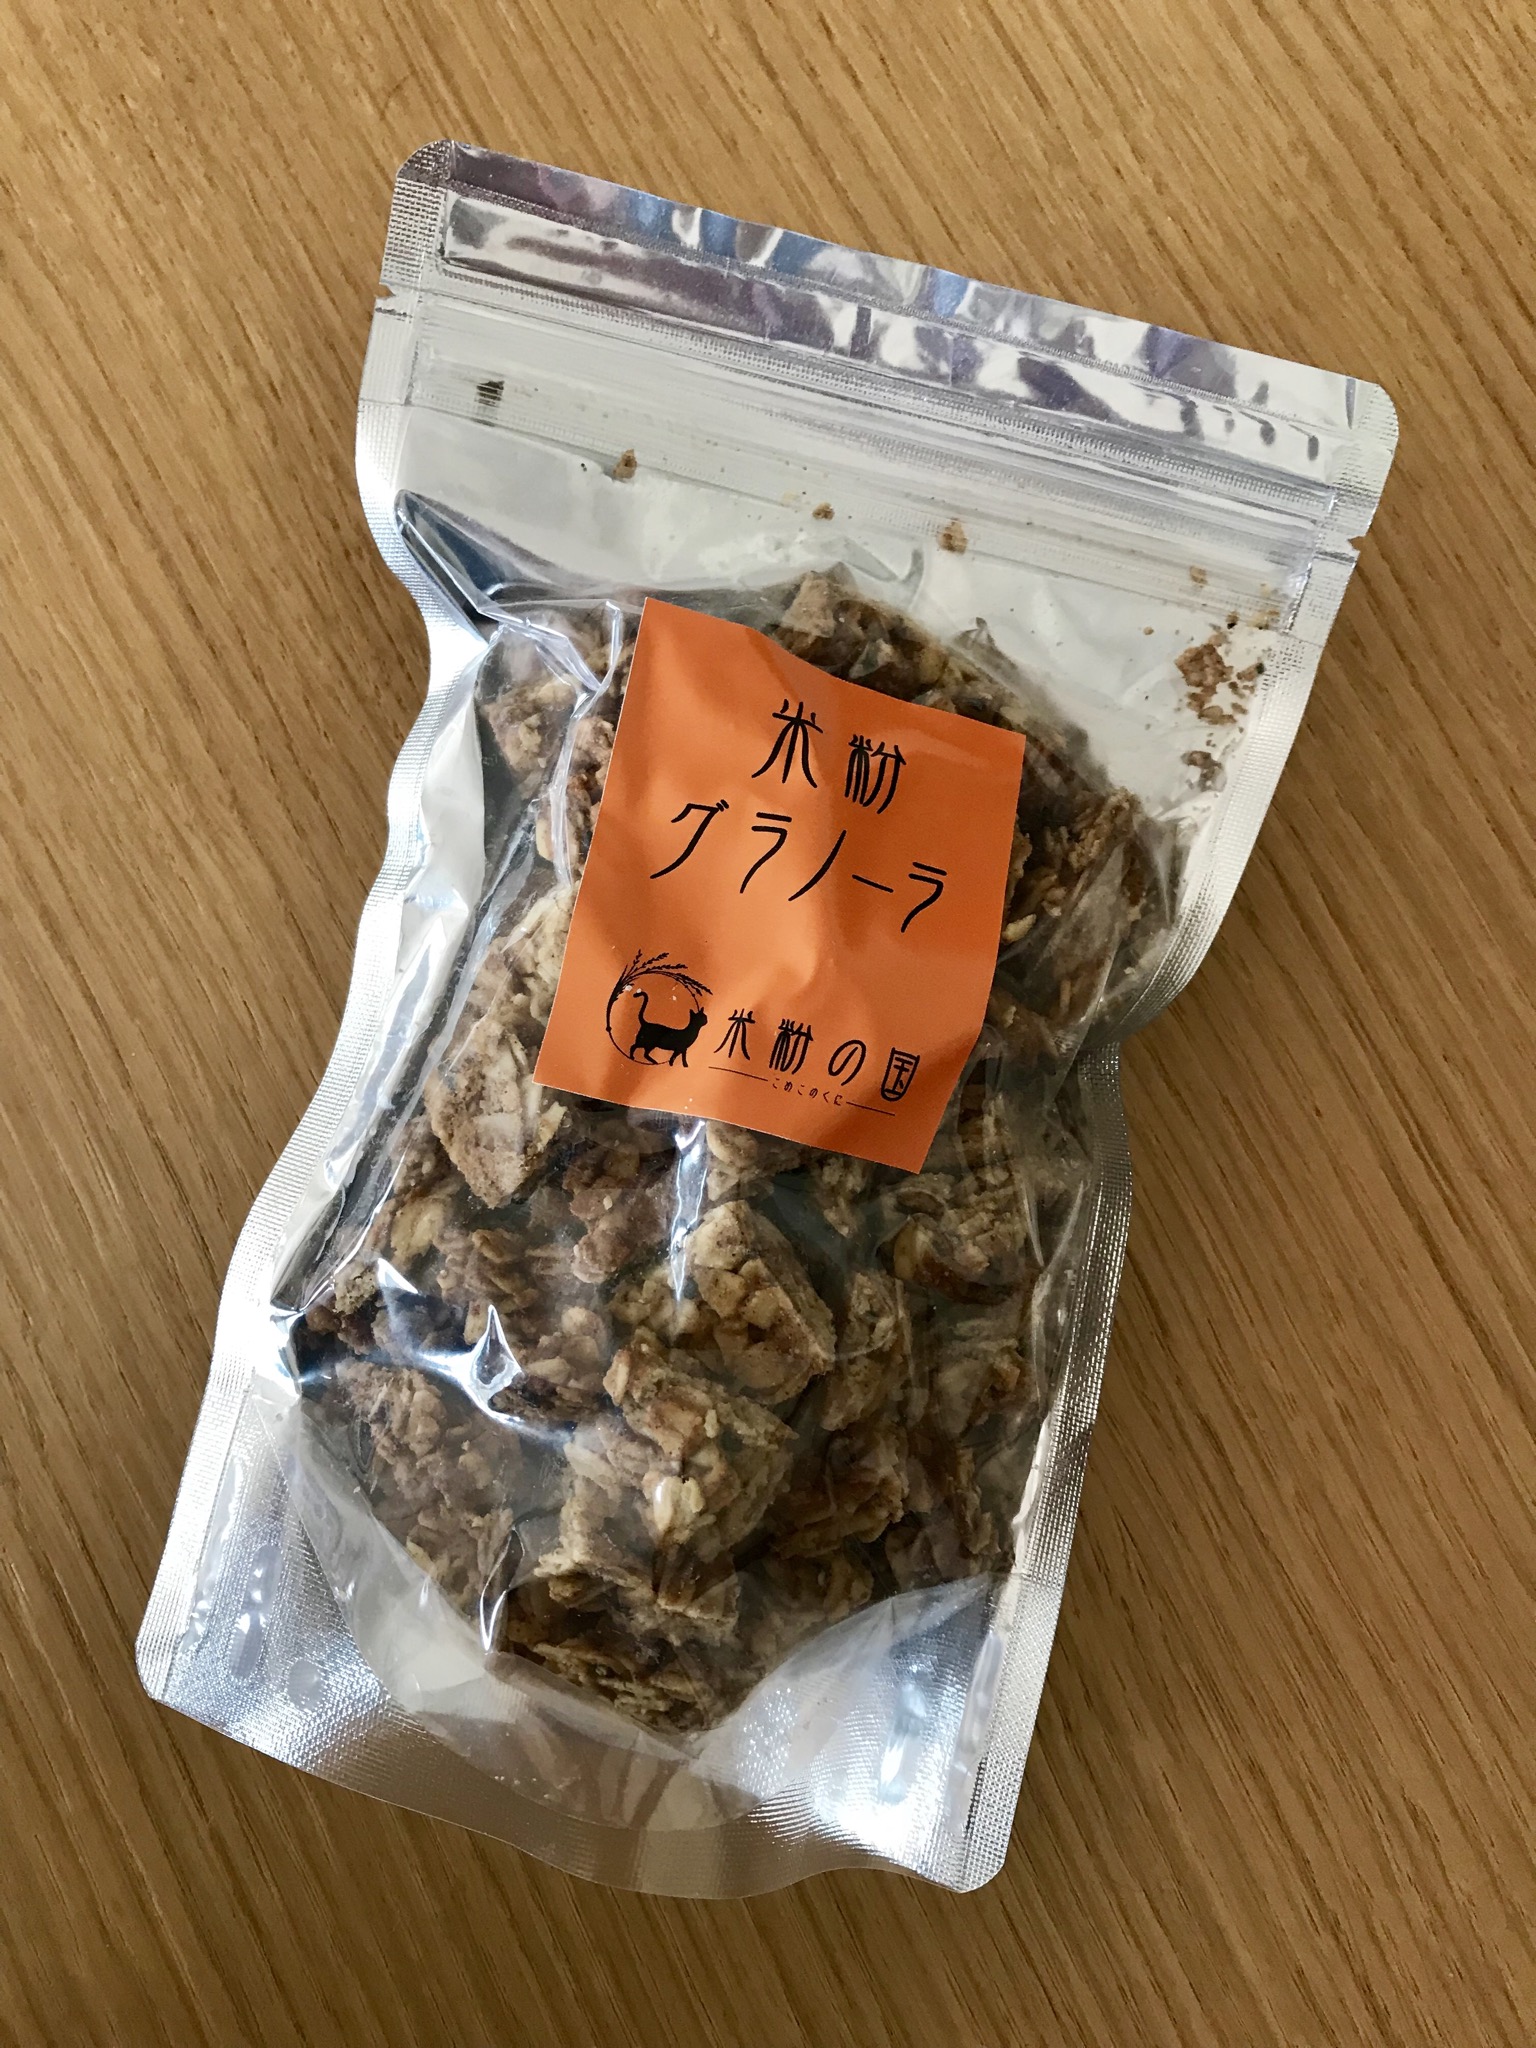 米粉
グラノーラ
米粉の国
こめこのくに